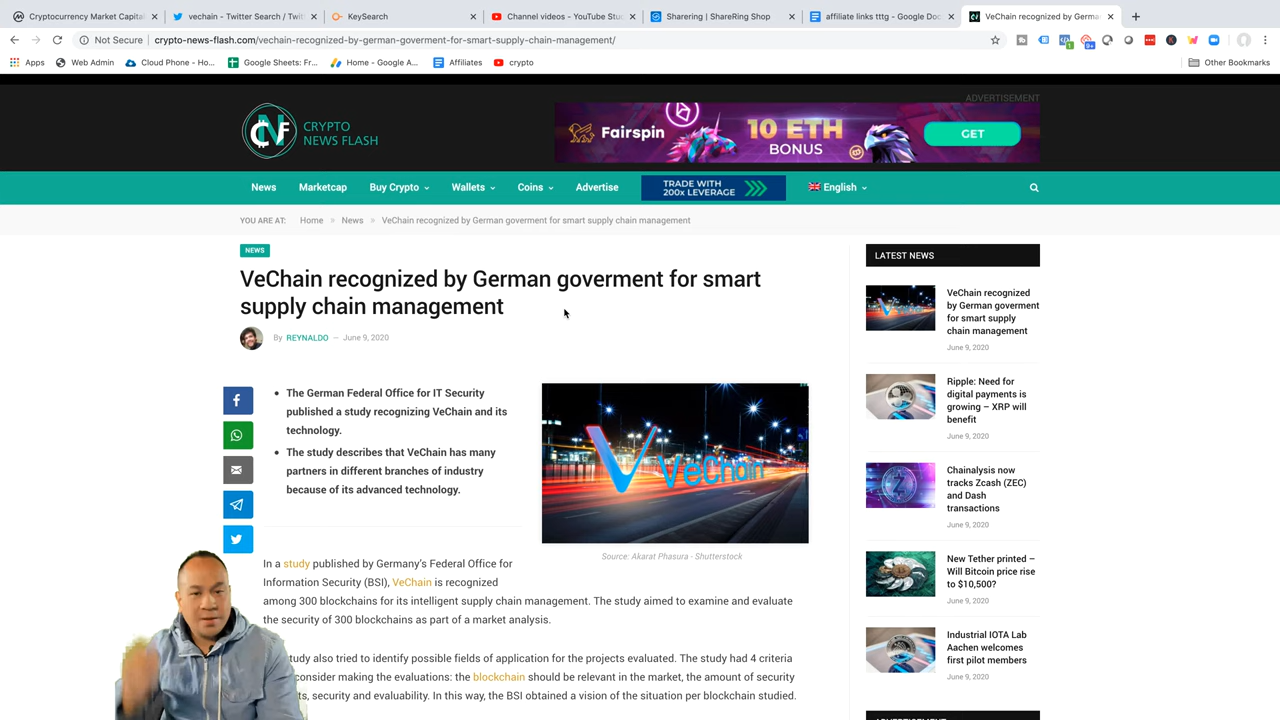 Cryptocurrency Market Capital
vechain - Twitter Search / Twit
KeySearch
Channel videos - YouTube Stu
Sharering | ShareRing Shop
affiliate links tttg - Google Doc
VeChain recognized by Germa
Not Secure | crypto-news-flash.com/vechain-recognized-by-german-goverment-for-smart-supply-chain-management/
Apps
Web Admin
Cloud Phone - Ho...
Google Sheets: Fr...
Home - Google A...
Affiliates
crypto
Other Bookmarks
ADVERTISEMENT
CRYPTO
NEWS FLASH
Fairspin
10 ETH
BONUS
GET
News
Marketcap
Buy Crypto
Wallets
Coins
Advertise
TRADE WITH
200x LEVERAGE
English
YOU ARE AT: Home » News » VeChain recognized by German goverment for smart supply chain management
NEWS
VeChain recognized by German goverment for smart
supply chain management
By REYNALDO — June 9, 2020
• The German Federal Office for IT Security
published a study recognizing VeChain and its
technology.
• The study describes that VeChain has many
partners in different branches of industry
because of its advanced technology.
VeChain
Source: Akarat Phasura - Shutterstock
In a study published by Germany's Federal Office for
Information Security (BSI), VeChain is recognized
among 300 blockchains for its intelligent supply chain management. The study aimed to examine and evaluate
the security of 300 blockchains as part of a market analysis.
tudy also tried to identify possible fields of application for the projects evaluated. The study had 4 criteria
consider making the evaluations: the blockchain should be relevant in the market, the amount of security
ts, security and evaluability. In this way, the BSI obtained a vision of the situation per blockchain studied.
LATEST NEWS
VeChain recognized
by German goverment
for smart supply
chain management
June 9, 2020
Ripple: Need for
digital payments is
growing – XRP will
benefit
June 9, 2020
Chainalysis now
tracks Zcash (ZEC)
and Dash
transactions
June 9, 2020
New Tether printed –
Will Bitcoin price rise
to $10,500?
June 9, 2020
Industrial IOTA Lab
Aachen welcomes
first pilot members
June 9, 2020